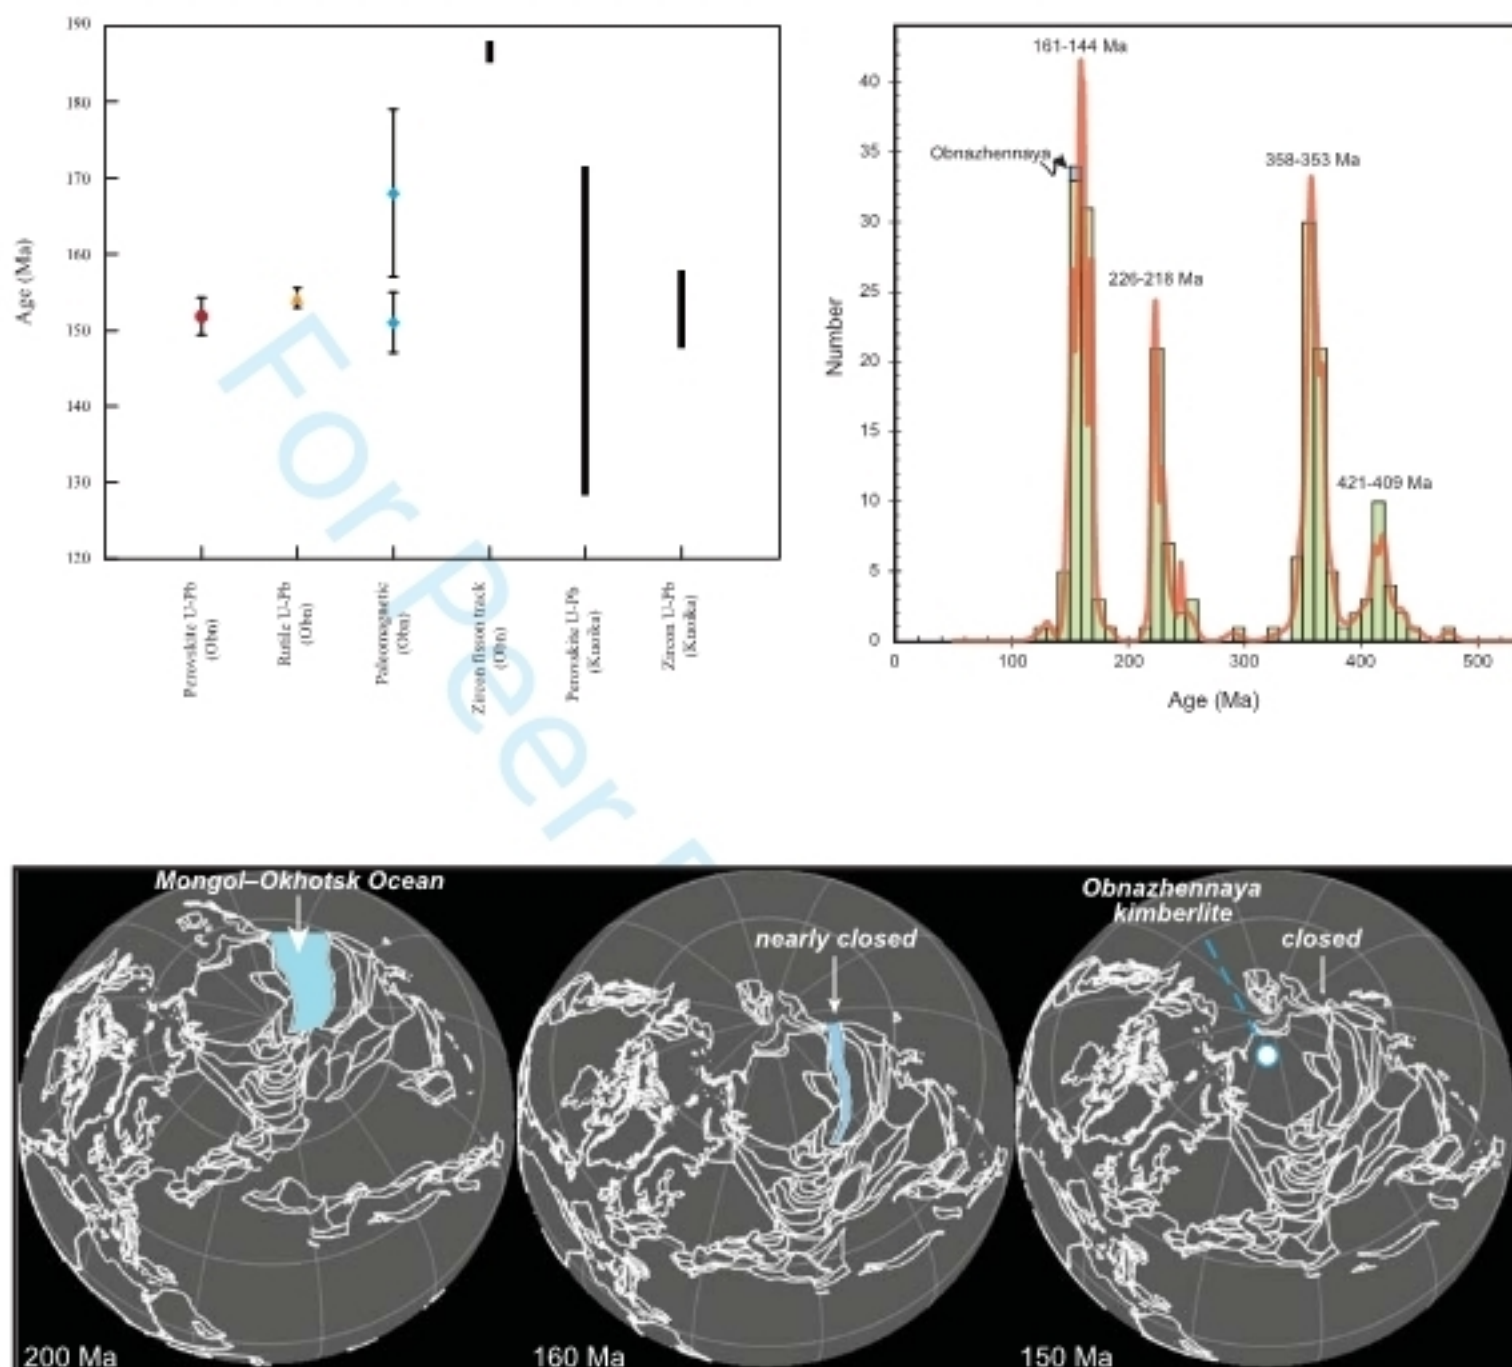 190
180
170
160
150
140
130
120
Age (Ma)
Perovskite U-Pb
(Obn)
Rutile U-Pb
(Obn)
Paleomagnetic
(Obn)
Zircon fisson track
(Obn)
Perovskite U-Pb
(Kuoika)
Zircon U-Pb
(Kuoika)
161-144 Ma
Obnazhennaya
358-353 Ma
226-218 Ma
421-409 Ma
40
35
30
25
20
15
10
5
0
Number
0 100 200 300 400 500
Age (Ma)
For Peer
Mongol–Okhotsk Ocean
200 Ma
nearly closed
160 Ma
Obnazhennaya
kimberlite
closed
150 Ma